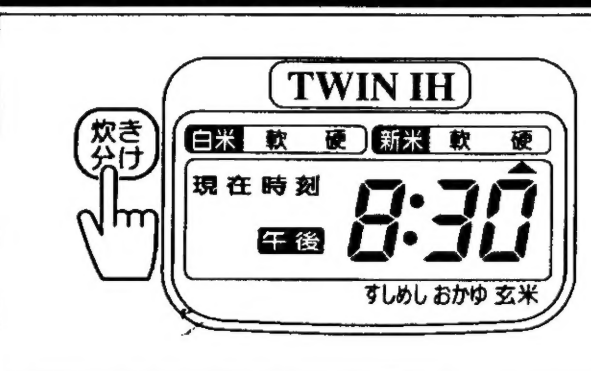 TWIN IH
炊き
分け
白米 軟 硬 新米 軟 硬
現在時刻
午後 8:30
すしめし おかゆ 玄米